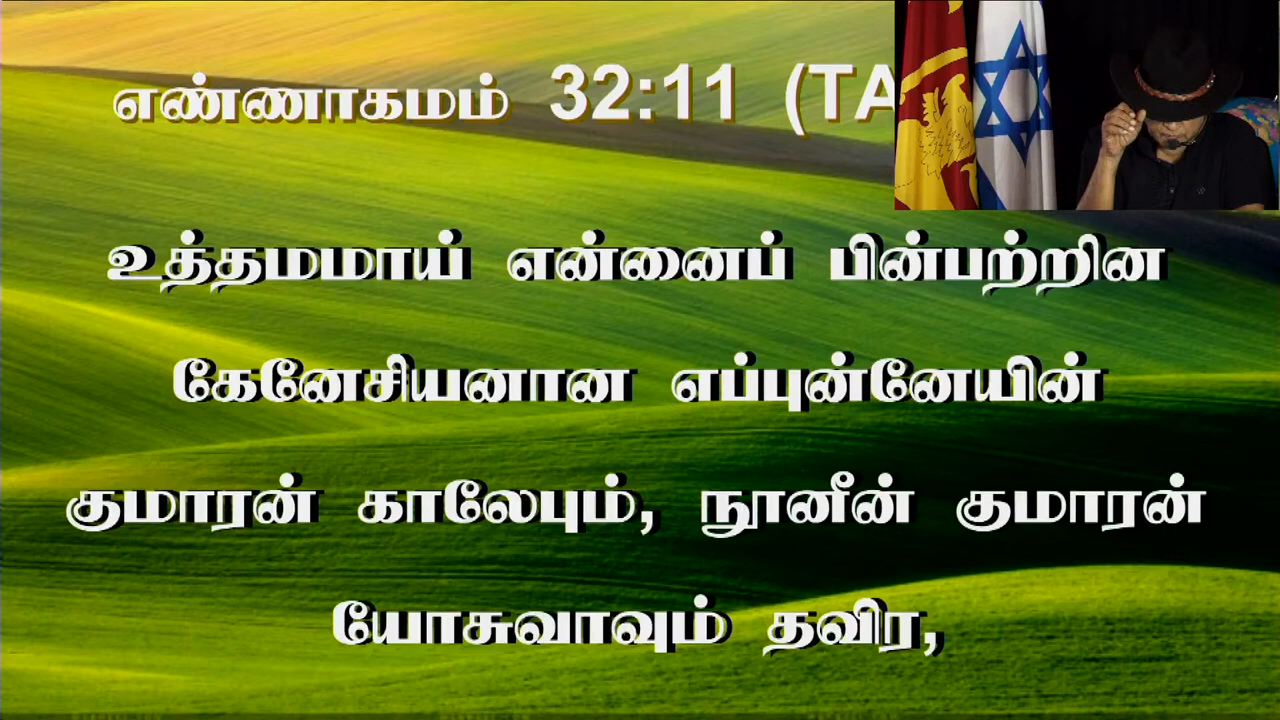 எண்ணாகமம் 32:11 (TA
உத்தமமாய் என்னைப் பின்பற்றின
கேனேசியனான எப்புன்னேயின்
குமாரன் காலேபும், நூனீன் குமாரன்
யோசுவாவும் தவிர,